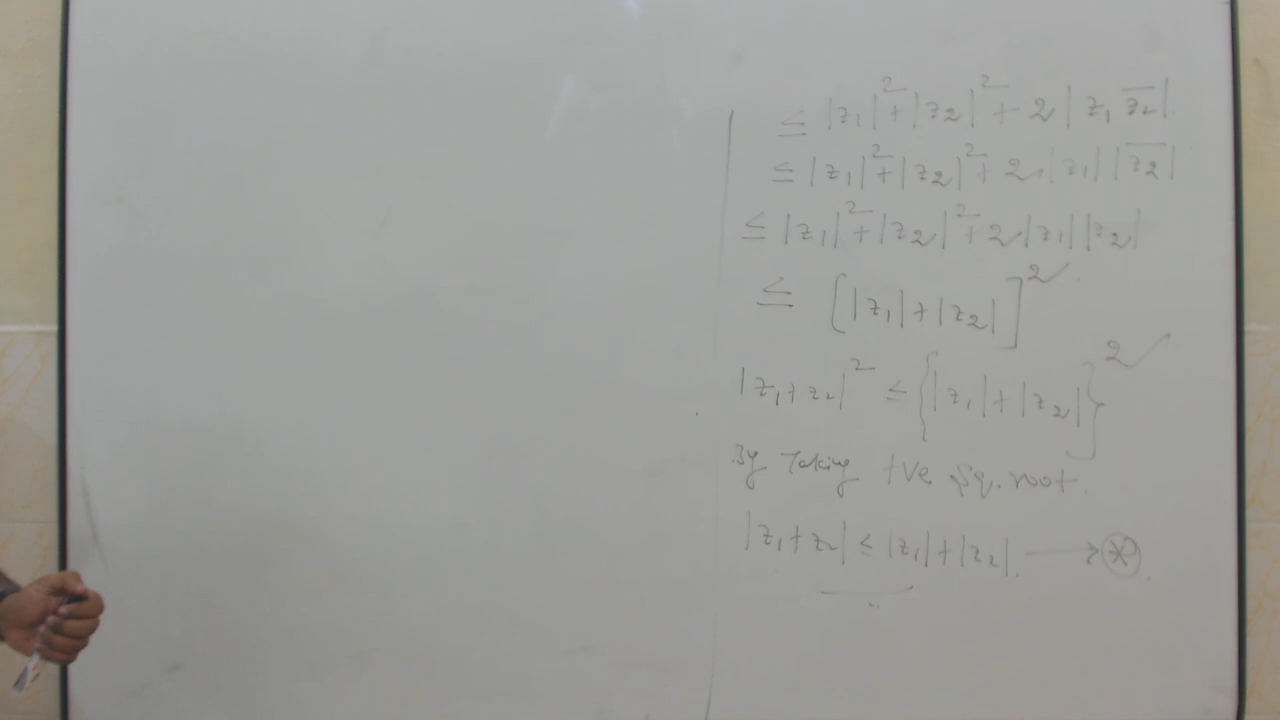 ≤ |z₁|² + |z₂|² + 2 |z₁ z̅₂|.
≤ |z₁|² + |z₂|² + 2 |z₁| |z̅₂|
≤ |z₁|² + |z₂|² + 2 |z₁| |z₂|
≤ [|z₁| + |z₂|]²
|z₁ + z₂|² ≤ {|z₁| + |z₂|}²
By Taking +ve Sq. root.
|z₁ + z₂| ≤ |z₁| + |z₂|. → ⊛.